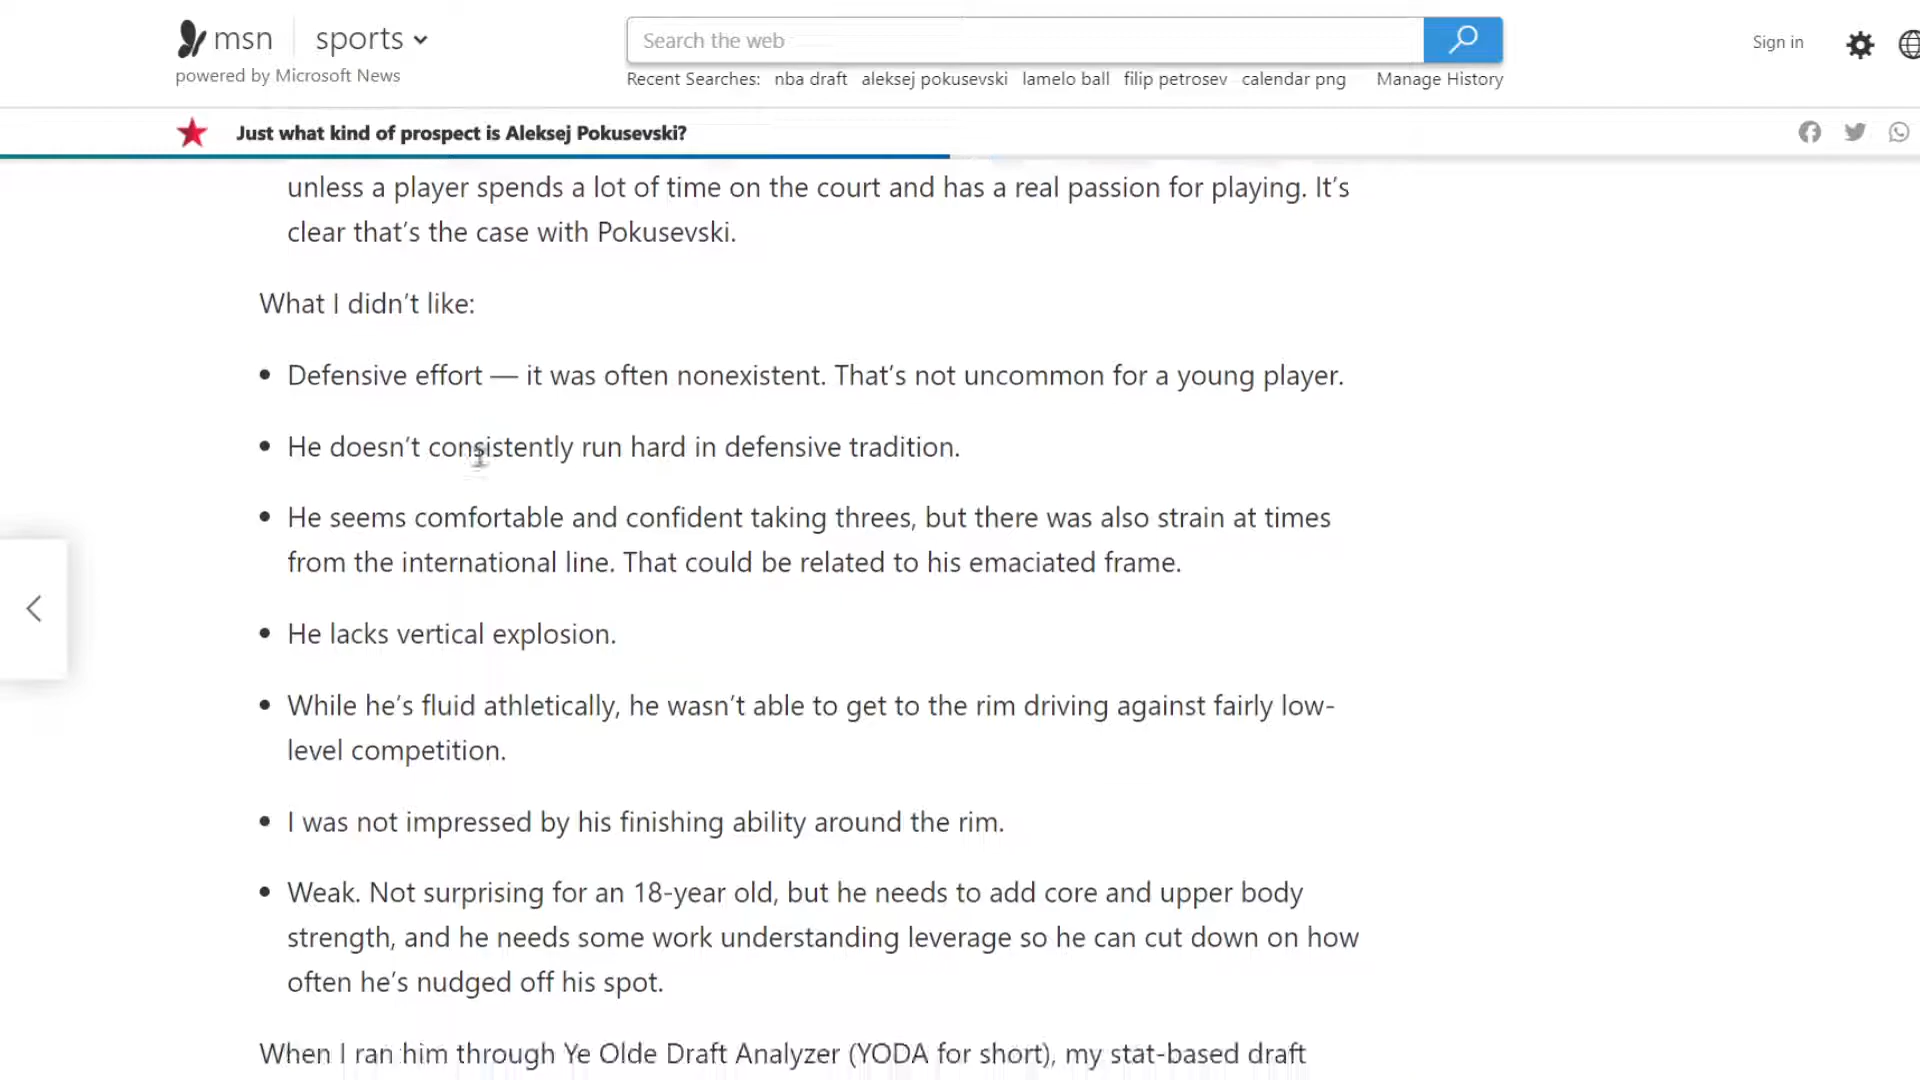 msn sports
Search the web
Sign in
powered by Microsoft News
Recent Searches: nba draft aleksej pokusevski lamelo ball filip petrosev calendar png Manage History
Just what kind of prospect is Aleksej Pokusevski?
unless a player spends a lot of time on the court and has a real passion for playing. It’s
clear that’s the case with Pokusevski.
What I didn’t like:
• Defensive effort — it was often nonexistent. That’s not uncommon for a young player.
• He doesn’t consistently run hard in defensive tradition.
• He seems comfortable and confident taking threes, but there was also strain at times
from the international line. That could be related to his emaciated frame.
• He lacks vertical explosion.
• While he’s fluid athletically, he wasn’t able to get to the rim driving against fairly low-
level competition.
• I was not impressed by his finishing ability around the rim.
• Weak. Not surprising for an 18-year old, but he needs to add core and upper body
strength, and he needs some work understanding leverage so he can cut down on how
often he’s nudged off his spot.
When I ran him through Ye Olde Draft Analyzer (YODA for short), my stat-based draft